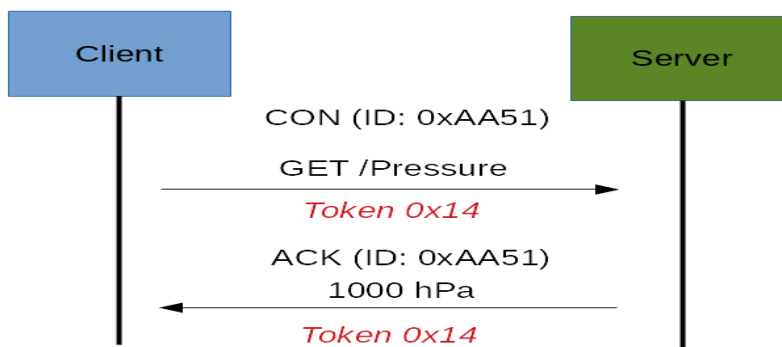 Client
Server
CON (ID: 0xAA51)
GET /Pressure
Token 0x14
ACK (ID: 0xAA51)
1000 hPa
Token 0x14